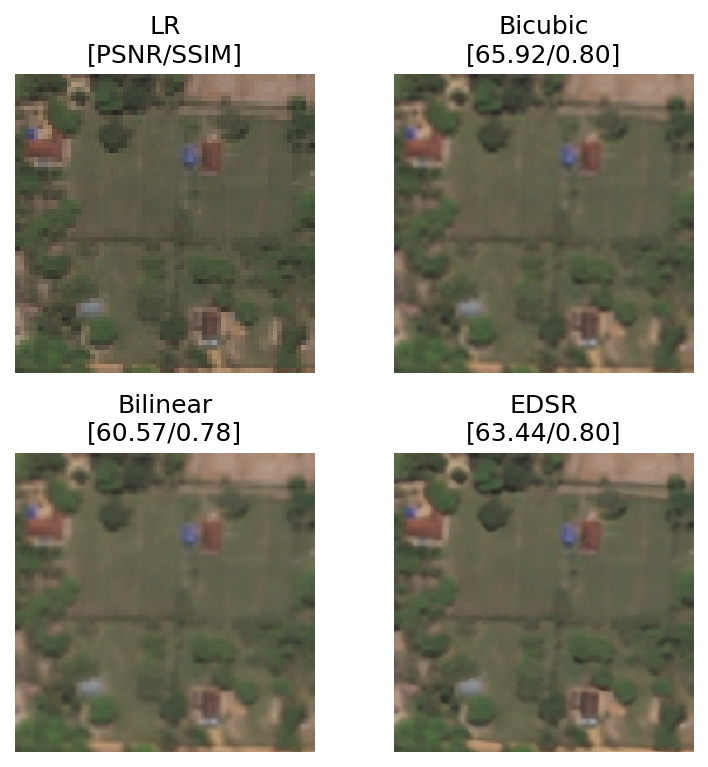 LR
[PSNR/SSIM]
Bicubic
[65.92/0.80]
Bilinear
[60.57/0.78]
EDSR
[63.44/0.80]